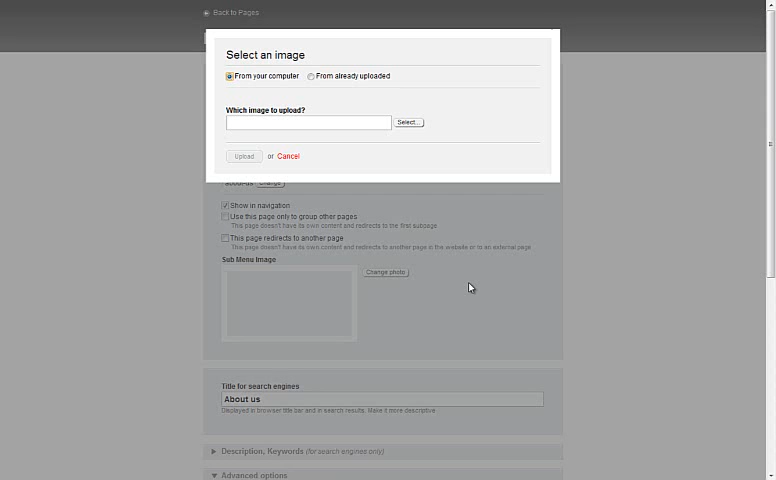 Back to Pages
Select an image
From your computer From already uploaded
Which image to upload?
Select...
Upload or Cancel
about-us Change
Show in navigation
Use this page only to group other pages
This page doesn't have its own content and redirects to the first subpage
This page redirects to another page
This page doesn't have its own content and redirects to another page in the website or to an external page
Sub Menu Image
Change photo
Title for search engines
About us
Displayed in browser title bar and in search results. Make it more descriptive
Description, Keywords (for search engines only)
Advanced options